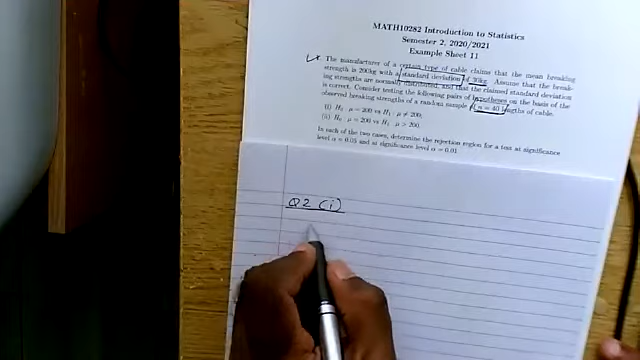 MATH10282 Introduction to Statistics
Semester 2, 2020/2021
Example Sheet 11
The manufacturer of a certain type of cable claims that the mean breaking
strength is 200kg with a standard deviation of 30kg. Assume that the break-
ing strengths are normally distributed, and that the claimed standard deviation
is correct. Consider testing the following pairs of hypotheses on the basis of the
observed breaking strengths of a random sample n = 40 lengths of cable.
(i) H₀ : μ = 200 vs H₁ : μ ≠ 200;
(ii) H₀ : μ = 200 vs H₁ : μ > 200.
In each of the two cases, determine the rejection region for a test at significance
level α = 0.05 and at significance level α = 0.01.
Q2 (i)